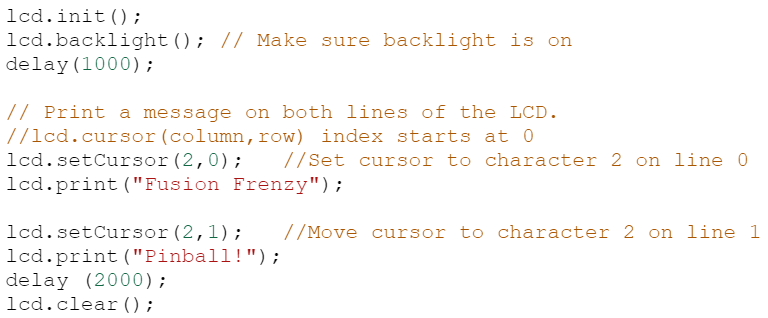 lcd.init();
lcd.backlight(); // Make sure backlight is on
delay(1000);

// Print a message on both lines of the LCD.
//lcd.cursor(column,row) index starts at 0
lcd.setCursor(2,0);   //Set cursor to character 2 on line 0
lcd.print("Fusion Frenzy");

lcd.setCursor(2,1);   //Move cursor to character 2 on line 1
lcd.print("Pinball!");
delay (2000);
lcd.clear();